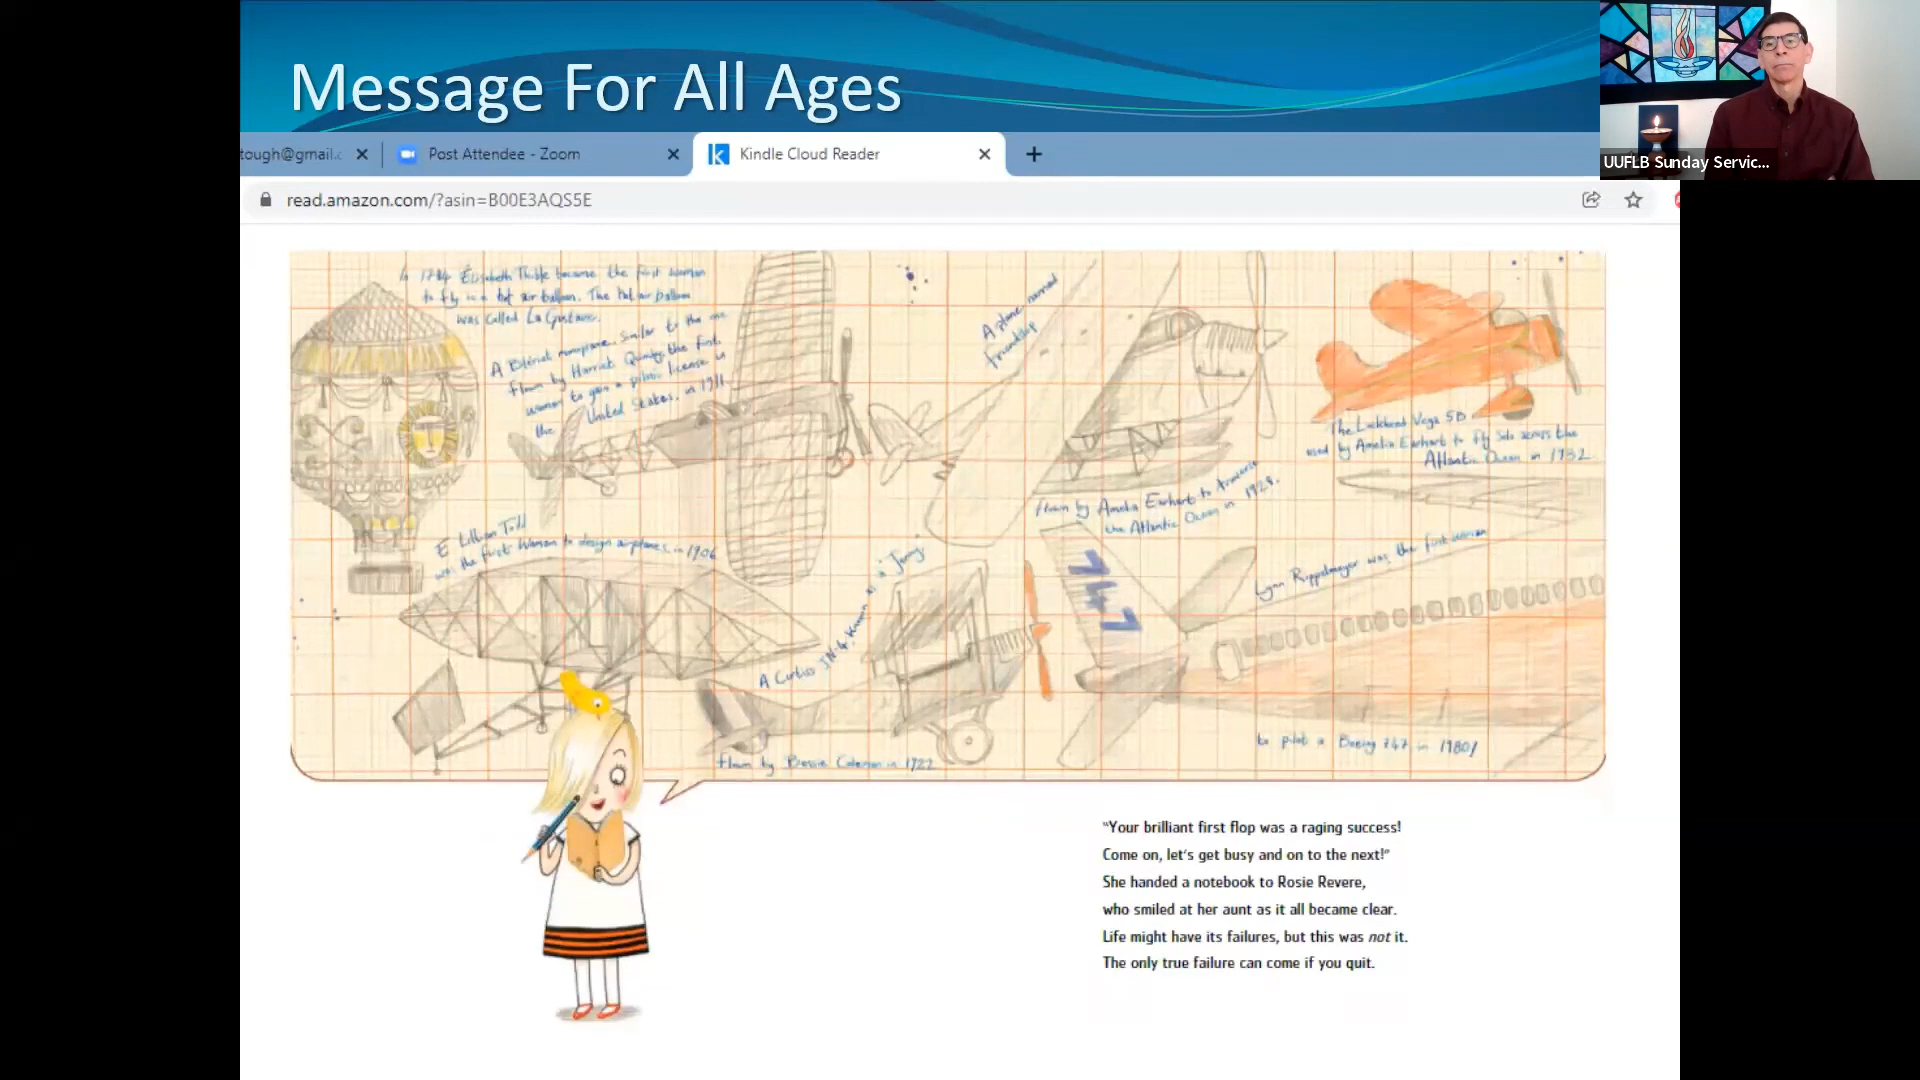 Message For All Ages
UUFLB Sunday Servic...
tough@gmail.c
Post Attendee - Zoom
Kindle Cloud Reader
read.amazon.com/?asin=B00E3AQS5E
In 1784 Élisabeth Thible became the first woman
to fly in a hot air balloon. The hot air balloon
was called La Gustave.
A Blériot monoplane, similar to the one
flown by Harriet Quimby, the first
woman to gain a pilot's license in
the United States, in 1911
A plane named
friendship
flown by Amelia Earhart to traverse
the Atlantic Ocean in 1928.
The Lockheed Vega 5B
used by Amelia Earhart to fly solo across the
Atlantic Ocean in 1932
E Lillian Todd
was the first woman to design airplanes, in 1906
A Curtiss JN-4, known as a "Jenny"
flown by Bessie Coleman in 1922
747
Lynn Rippelmeyer was the first woman
to pilot a Boeing 747 in 1980!
"Your brilliant first flop was a raging success!
Come on, let's get busy and on to the next!"
She handed a notebook to Rosie Revere,
who smiled at her aunt as it all became clear.
Life might have its failures, but this was not it.
The only true failure can come if you quit.